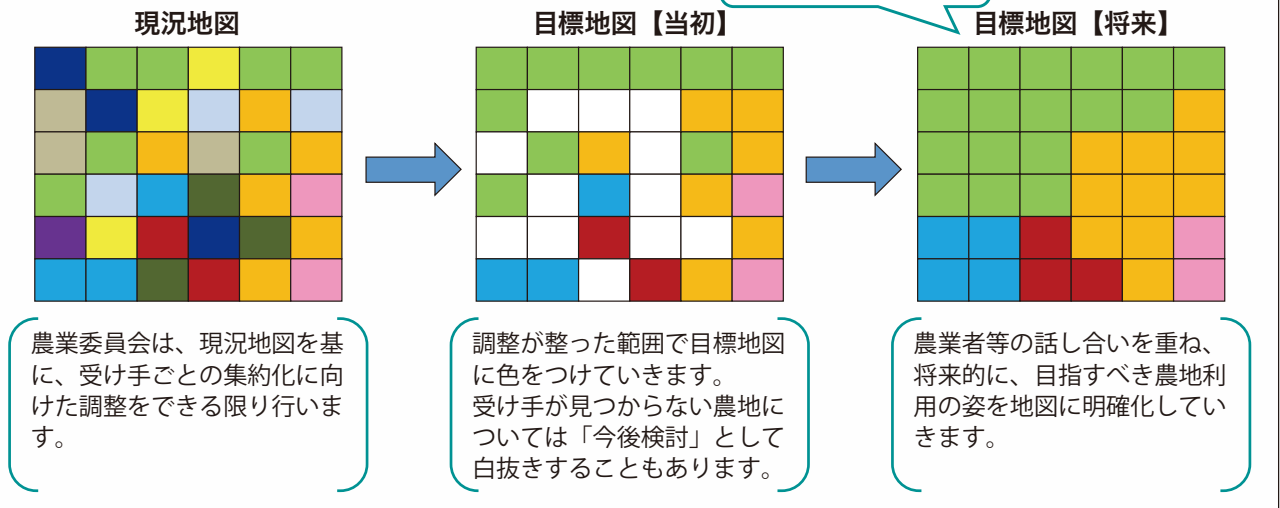 現況地図
目標地図【当初】
目標地図【将来】
農業委員会は、現況地図を基
に、受け手ごとの集約化に向
けた調整をできる限り行いま
す。
調整が整った範囲で目標地図
に色をつけていきます。
受け手が見つからない農地に
ついては「今後検討」として
白抜きすることもあります。
農業者等の話し合いを重ね、
将来的に、目指すべき農地利
用の姿を地図に明確化してい
きます。